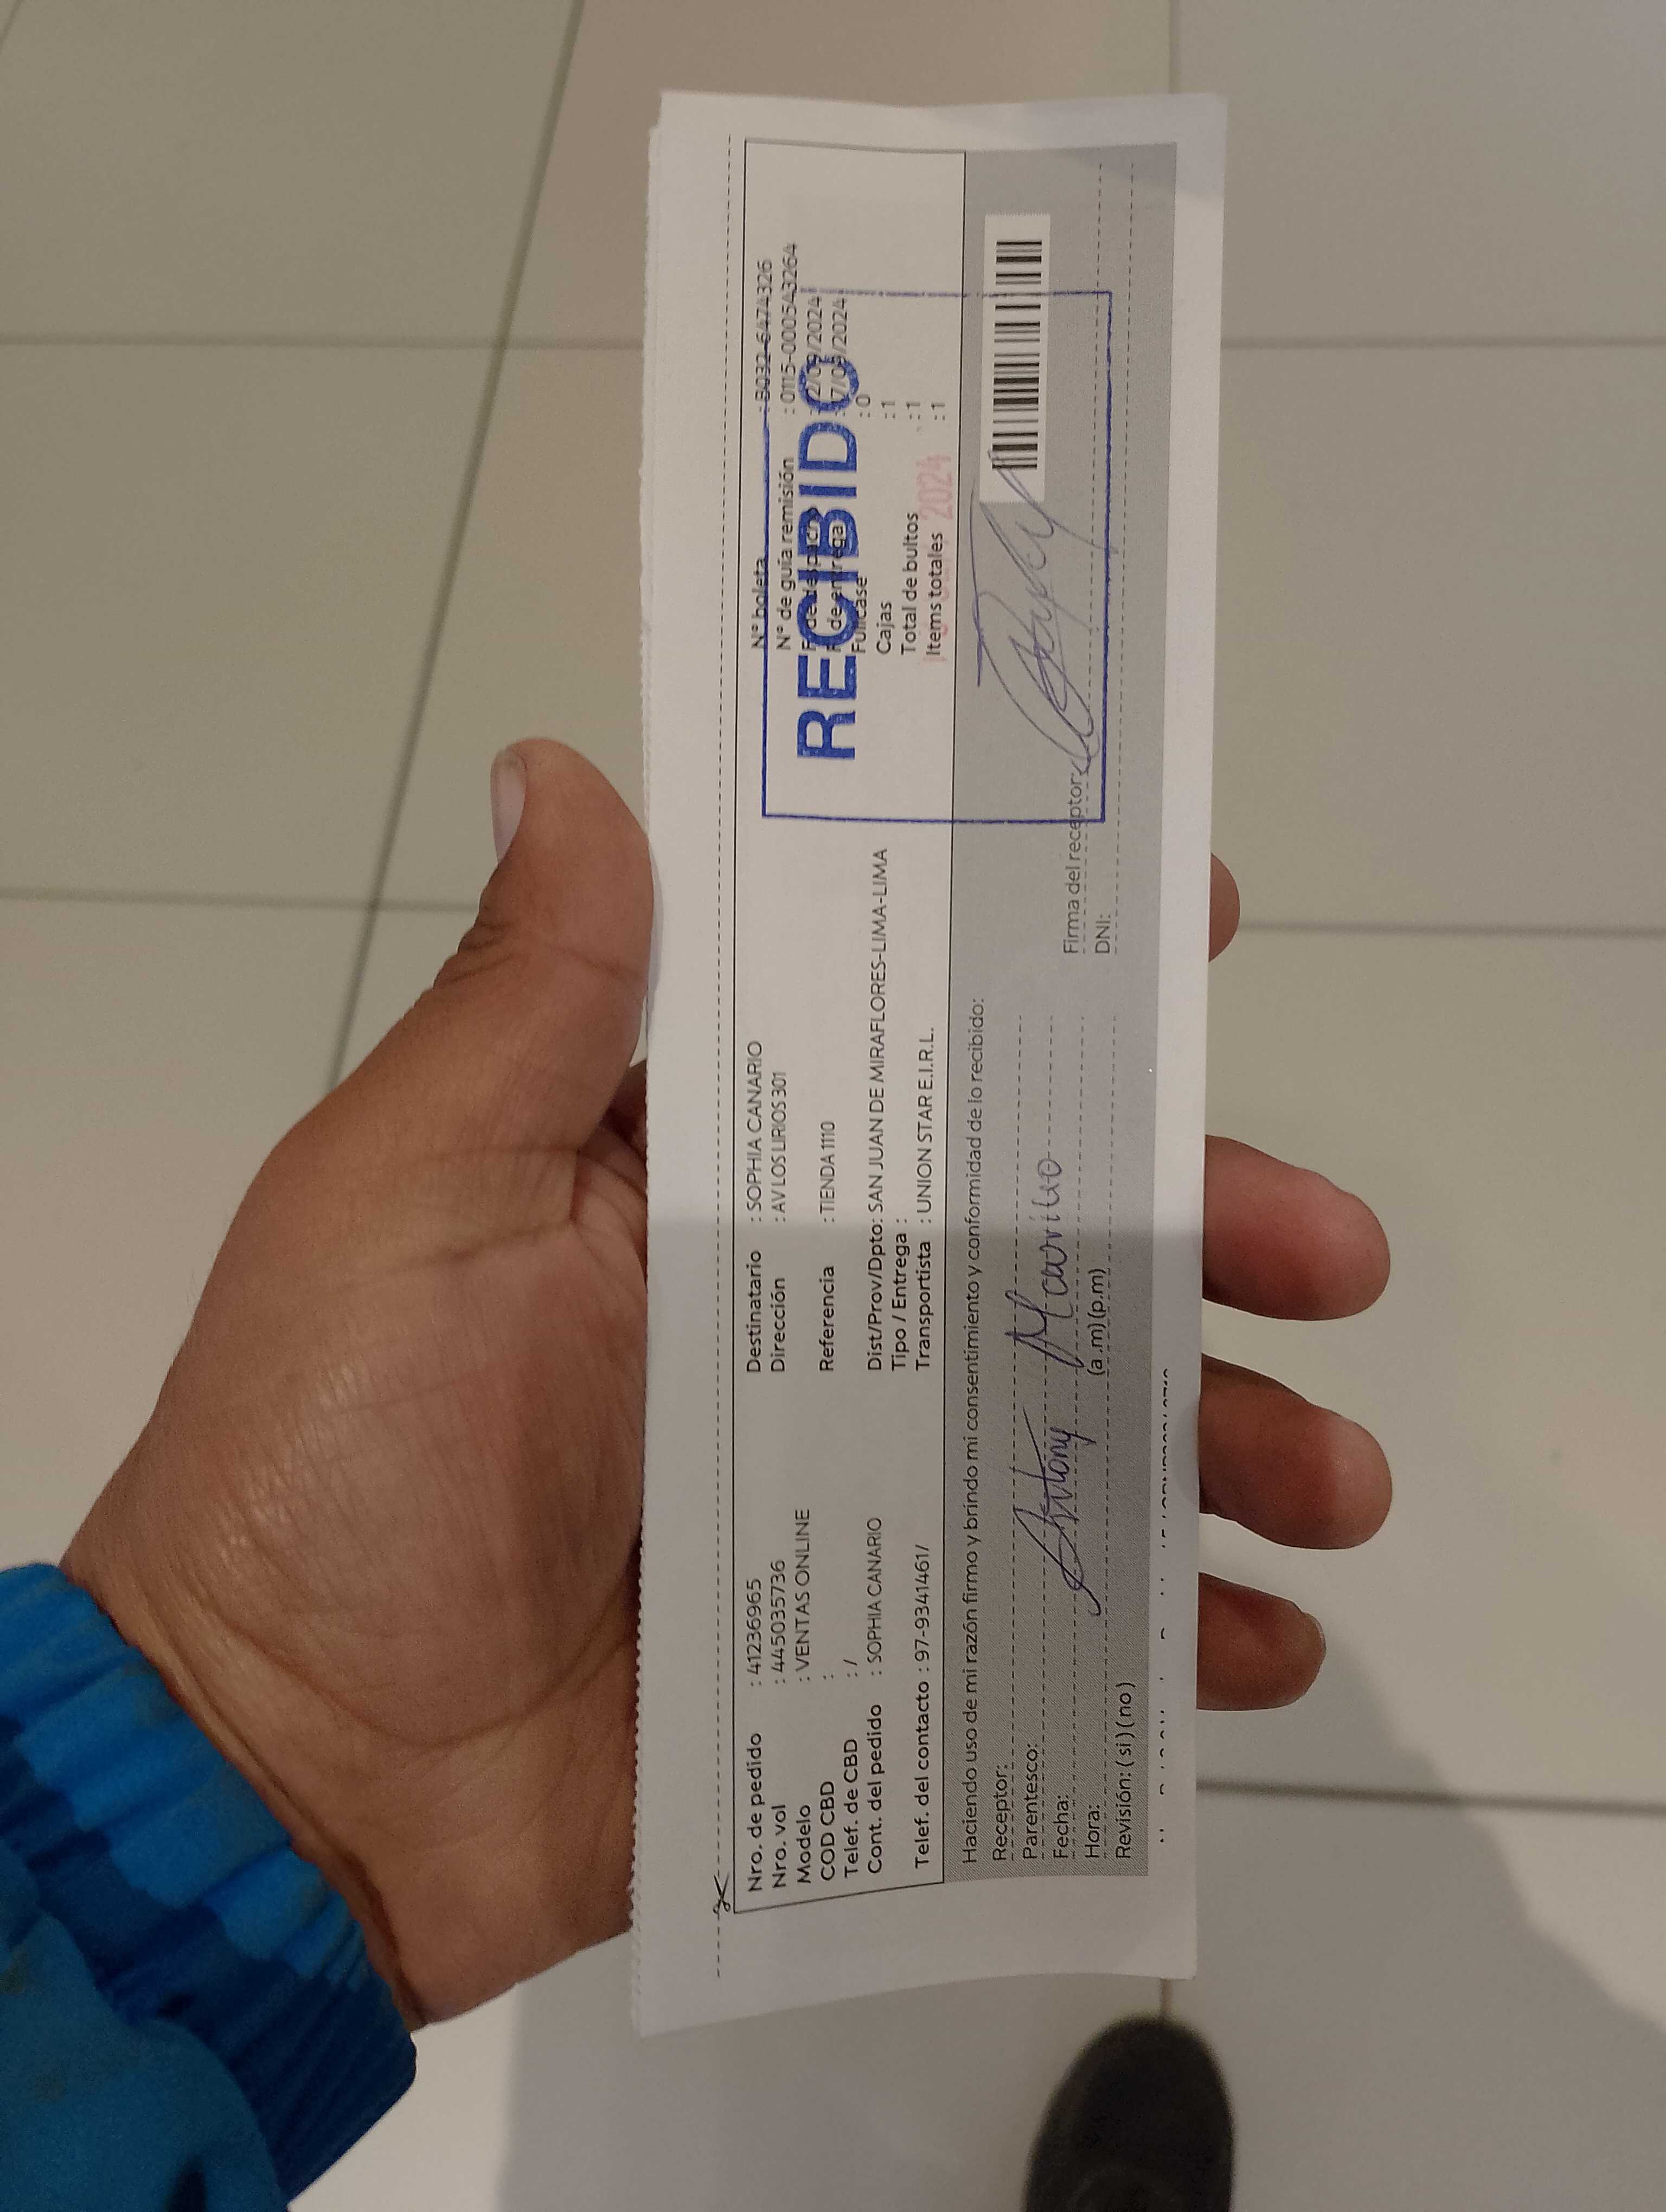 Nro. de pedido : 41236965
Nro. vol : 445035736
Modelo : VENTAS ONLINE
COD CBD :
Telef. de CBD : /
Cont. del pedido : SOPHIA CANARIO
Telef. del contacto : 97-9341461/
Destinatario : SOPHIA CANARIO
Dirección : AV LOS LIRIOS 301
Referencia : TIENDA 1110
Dist/Prov/Dpto: SAN JUAN DE MIRAFLORES-LIMA-LIMA
Tipo / Entrega :
Transportista : UNION STAR E.I.R.L.
N° boleta : B032-6474326
N° de guía remisión : 0115-000543264
RECIBIDO
Fullcase : 0
Cajas : 1
Total de bultos : 1
Items totales : 1
2024
Haciendo uso de mi razón firmo y brindo mi consentimiento y conformidad de lo recibido:
Receptor:
Parentesco:
Antony
Fecha:
Hora: (a .m) (p.m)
Revisión: ( si ) ( no )
Firma del receptor:
DNI: